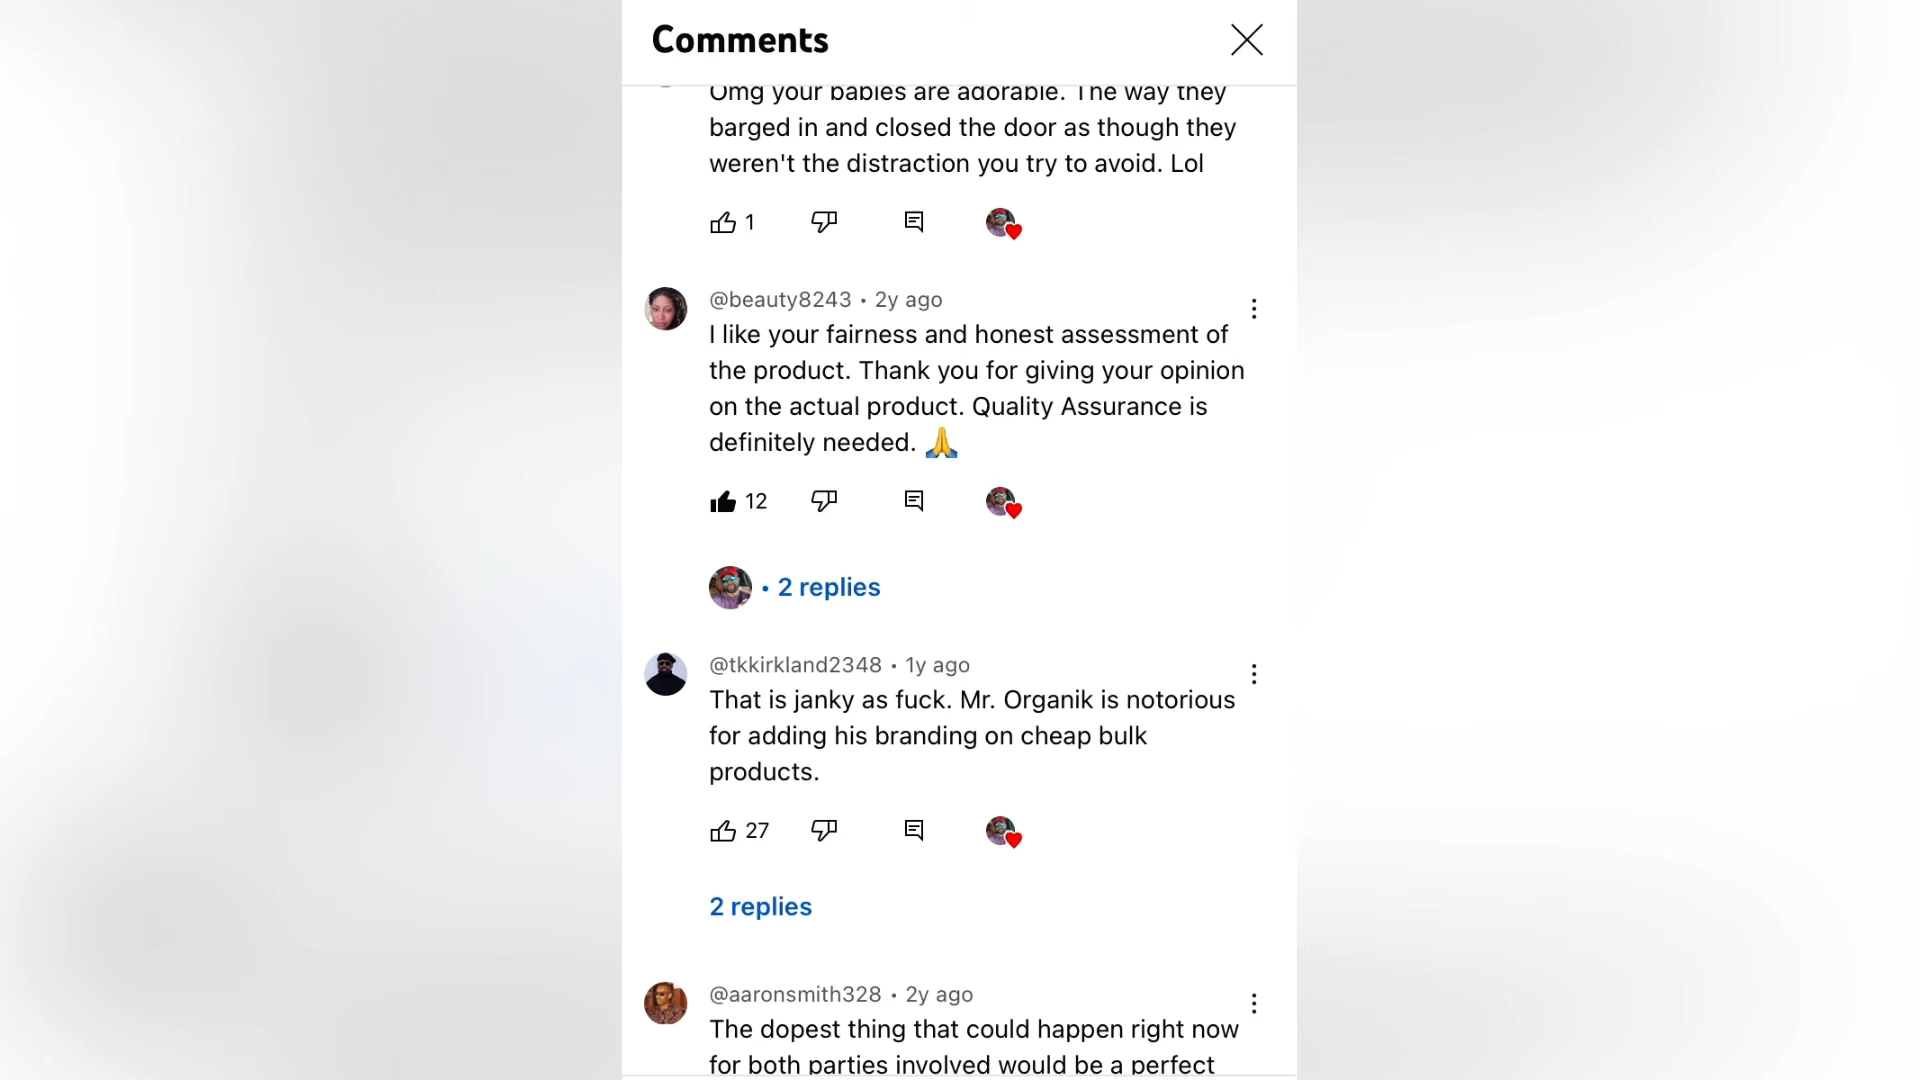 Comments
Omg your babies are adorable. The way they
barged in and closed the door as though they
weren't the distraction you try to avoid. Lol
1
@beauty8243 • 2y ago
I like your fairness and honest assessment of
the product. Thank you for giving your opinion
on the actual product. Quality Assurance is
definitely needed. 🙏
12
• 2 replies
@tkkirkland2348 • 1y ago
That is janky as fuck. Mr. Organik is notorious
for adding his branding on cheap bulk
products.
27
2 replies
@aaronsmith328 • 2y ago
The dopest thing that could happen right now
for both parties involved would be a perfect